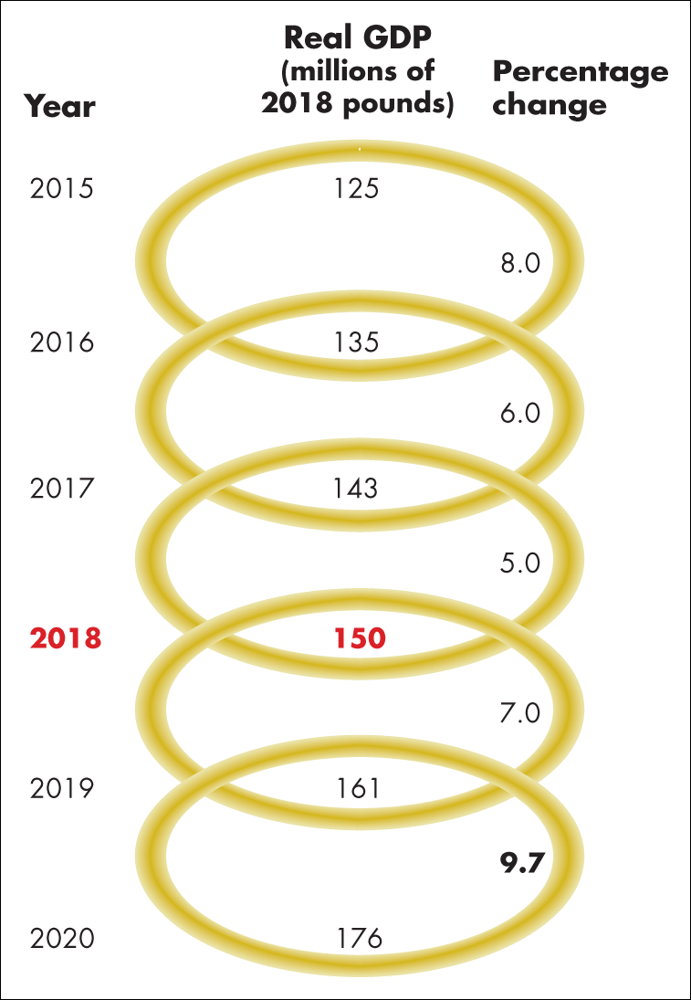 Real GDP
(millions of
2018 pounds)
Percentage
change
Year
2015 125
8.0
2016 135
6.0
2017 143
5.0
2018 150
7.0
2019 161
9.7
2020 176